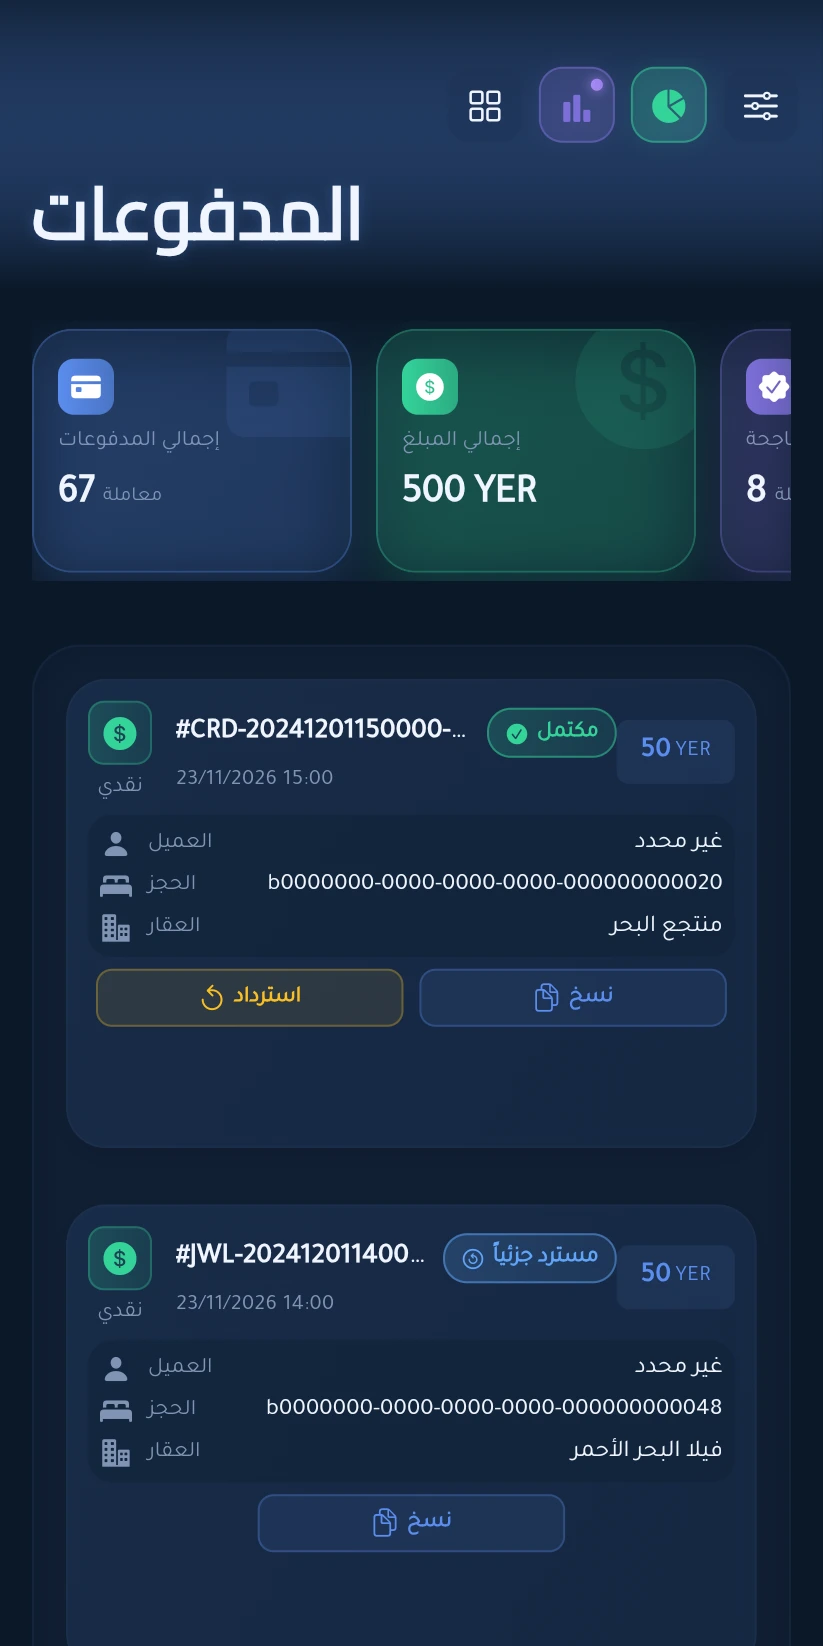 المدفوعات
إجمالي المدفوعات
67 معاملة
إجمالي المبلغ
500 YER
8
#CRD-20241201150000-...
مكتمل
50 YER
نقدي
23/11/2026 15:00
العميل
غير محدد
الحجز
b0000000-0000-0000-0000-000000000020
العقار
منتجع البحر
استرداد
نسخ
#JWL-202412011400...
مسترد جزئياً
50 YER
نقدي
23/11/2026 14:00
العميل
غير محدد
الحجز
b0000000-0000-0000-0000-000000000048
العقار
فيلا البحر الأحمر
نسخ